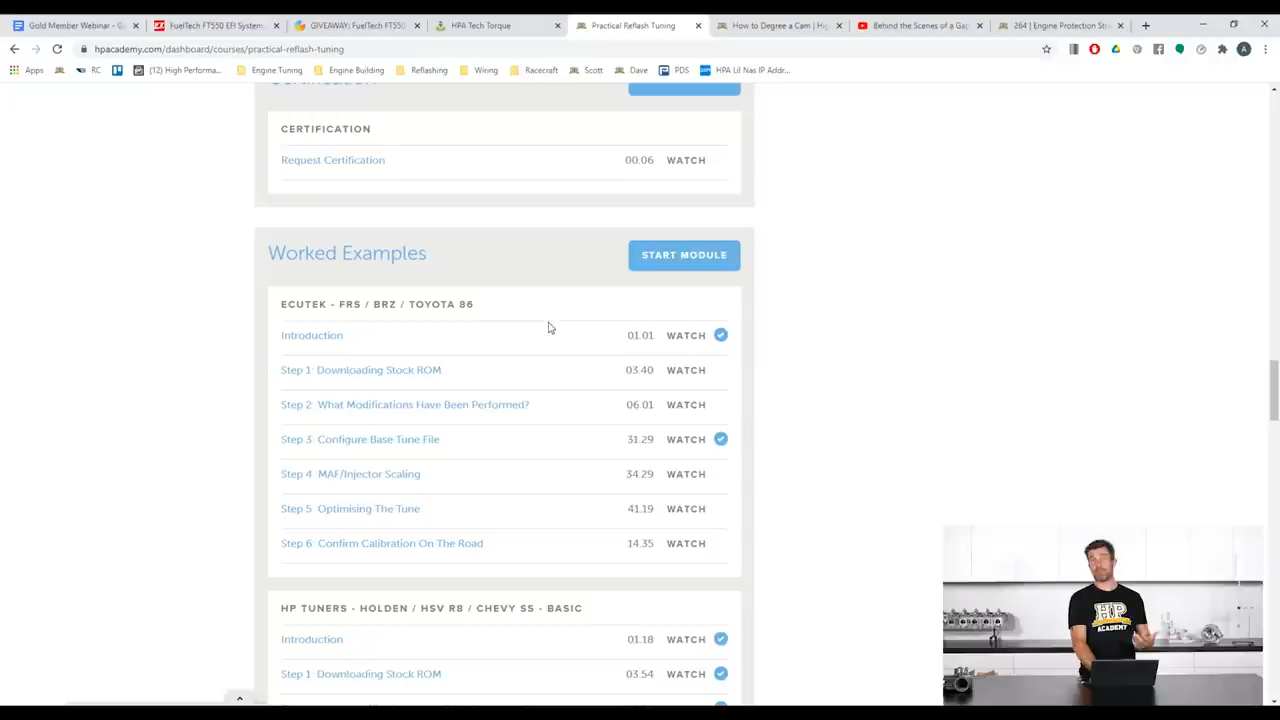 Gold Member Webinar - G
FuelTech FT550 EFI System
GIVEAWAY: FuelTech FT550
HPA Tech Torque
Practical Reflash Tuning
How to Degree a Cam | Hi
Behind the Scenes of a Ga
264 | Engine Protection St
hpacademy.com/dashboard/courses/practical-reflash-tuning
Apps
RC
(12) High Performa...
Engine Tuning
Engine Building
Reflashing
Wiring
Racecraft
Scott
Dave
PDS
HPA Lil Nas IP Addr...
CERTIFICATION
Request Certification 00.06 WATCH
Worked Examples START MODULE
ECUTEK - FRS / BRZ / TOYOTA 86
Introduction 01.01 WATCH
Step 1: Downloading Stock ROM 03.40 WATCH
Step 2: What Modifications Have Been Performed? 06.01 WATCH
Step 3: Configure Base Tune File 31.29 WATCH
Step 4: MAF/Injector Scaling 34.29 WATCH
Step 5: Optimising The Tune 41.19 WATCH
Step 6: Confirm Calibration On The Road 14.35 WATCH
HP TUNERS - HOLDEN / HSV R8 / CHEVY SS - BASIC
Introduction 01.18 WATCH
Step 1: Downloading Stock ROM 03.54 WATCH
HP
ACADEMY